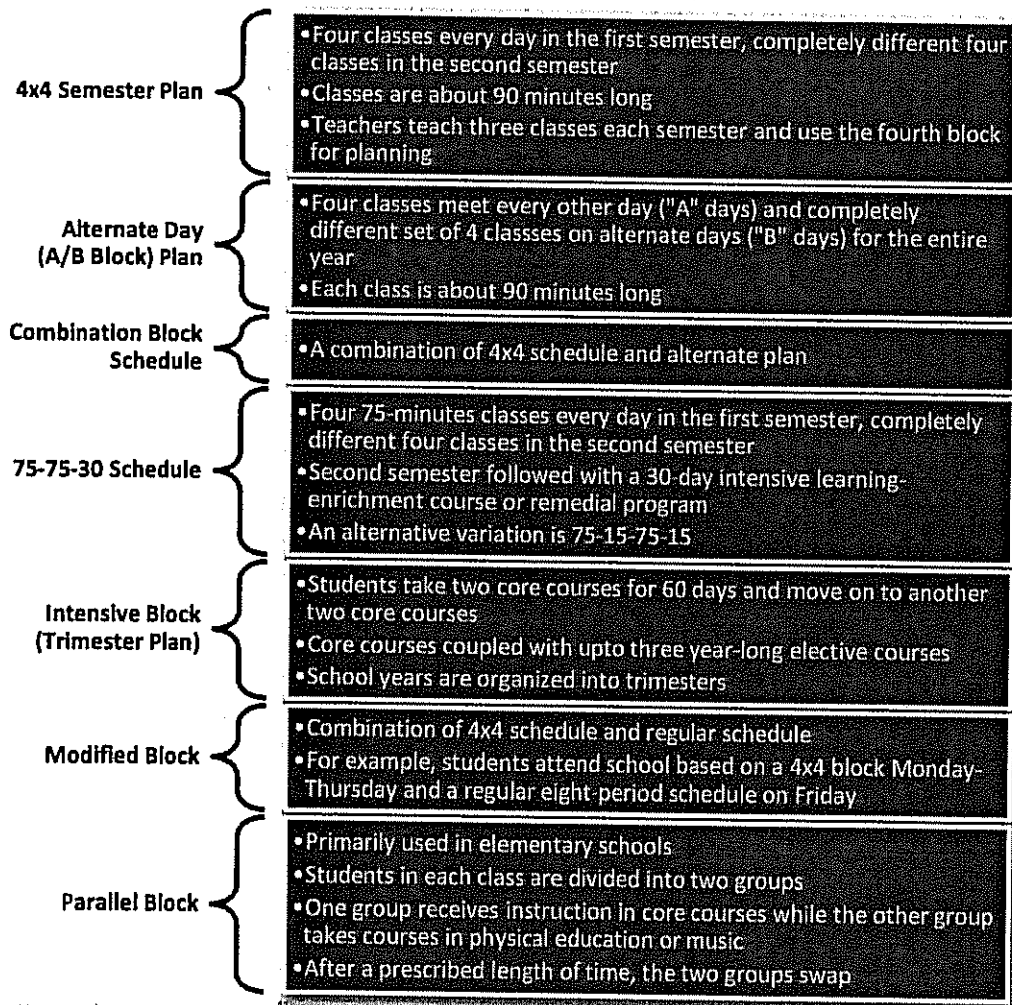 4x4 Semester Plan
•Four classes every day in the first semester, completely different four
classes in the second semester
•Classes are about 90 minutes long
•Teachers teach three classes each semester and use the fourth block
for planning
Alternate Day
(A/B Block) Plan
•Four classes meet every other day ("A" days) and completely
different set of 4 classses on alternate days ("B" days) for the entire
year
•Each class is about 90 minutes long
Combination Block
Schedule
•A combination of 4x4 schedule and alternate plan
75-75-30 Schedule
•Four 75-minutes classes every day in the first semester, completely
different four classes in the second semester
•Second semester followed with a 30-day intensive learning-
enrichment course or remedial program
•An alternative variation is 75-15-75-15
Intensive Block
(Trimester Plan)
•Students take two core courses for 60 days and move on to another
two core courses
•Core courses coupled with upto three year-long elective courses
•School years are organized into trimesters
Modified Block
•Combination of 4x4 schedule and regular schedule
•For example, students attend school based on a 4x4 block Monday-
Thursday and a regular eight-period schedule on Friday
Parallel Block
•Primarily used in elementary schools
•Students in each class are divided into two groups
•One group receives instruction in core courses while the other group
takes courses in physical education or music
•After a prescribed length of time, the two groups swap